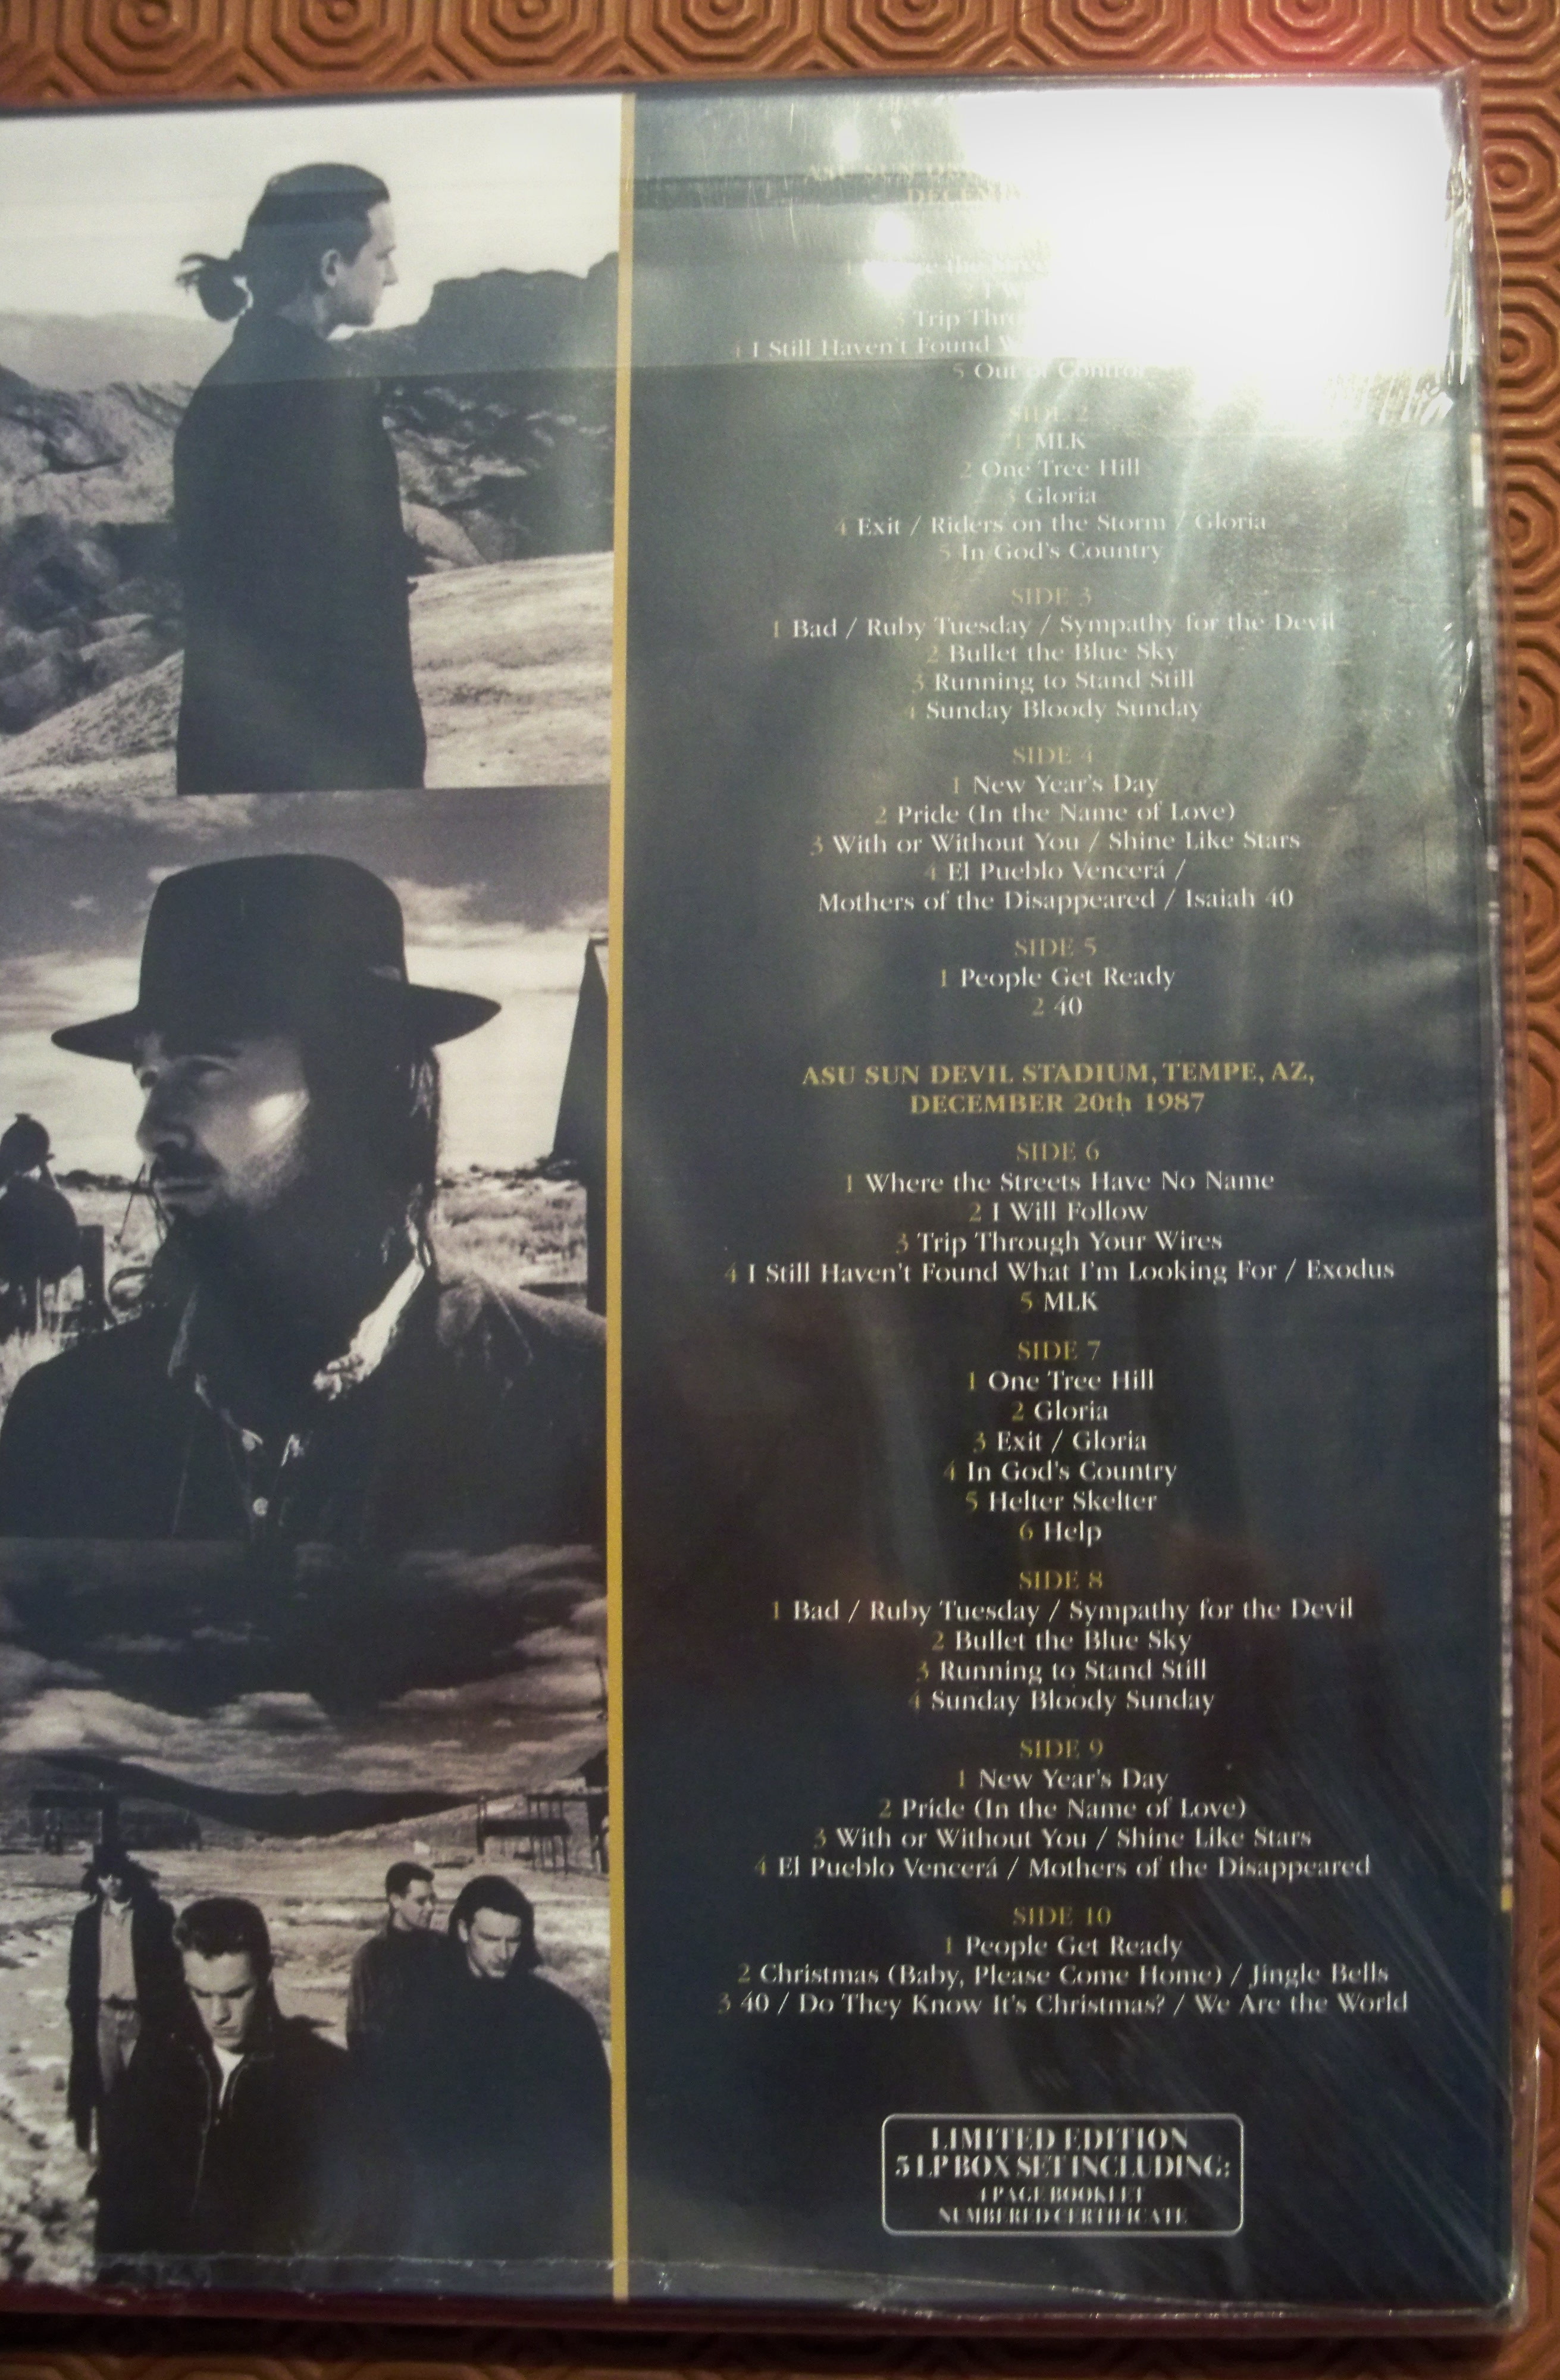 5 Trip
4 I Still Haven't Found
5 Out of Control
SIDE 2
1 MLK
2 One Tree Hill
3 Gloria
4 Exit / Riders on the Storm / Gloria
5 In God's Country
SIDE 3
1 Bad / Ruby Tuesday / Sympathy for the Devil
2 Bullet the Blue Sky
3 Running to Stand Still
4 Sunday Bloody Sunday
SIDE 4
1 New Year's Day
2 Pride (In the Name of Love)
3 With or Without You / Shine Like Stars
4 El Pueblo Vencerá /
Mothers of the Disappeared / Isaiah 40
SIDE 5
1 People Get Ready
2 40
ASU SUN DEVIL STADIUM, TEMPE, AZ,
DECEMBER 20th 1987
SIDE 6
1 Where the Streets Have No Name
2 I Will Follow
3 Trip Through Your Wires
4 I Still Haven't Found What I'm Looking For / Exodus
5 MLK
SIDE 7
1 One Tree Hill
2 Gloria
3 Exit / Gloria
4 In God's Country
5 Helter Skelter
6 Help
SIDE 8
1 Bad / Ruby Tuesday / Sympathy for the Devil
2 Bullet the Blue Sky
3 Running to Stand Still
4 Sunday Bloody Sunday
SIDE 9
1 New Year's Day
2 Pride (In the Name of Love)
3 With or Without You / Shine Like Stars
4 El Pueblo Vencerá / Mothers of the Disappeared
SIDE 10
1 People Get Ready
2 Christmas (Baby, Please Come Home) / Jingle Bells
3 40 / Do They Know It's Christmas? / We Are the World
LIMITED EDITION
5 LP BOX SET INCLUDING:
4 PAGE BOOKLET
NUMBERED CERTIFICATE